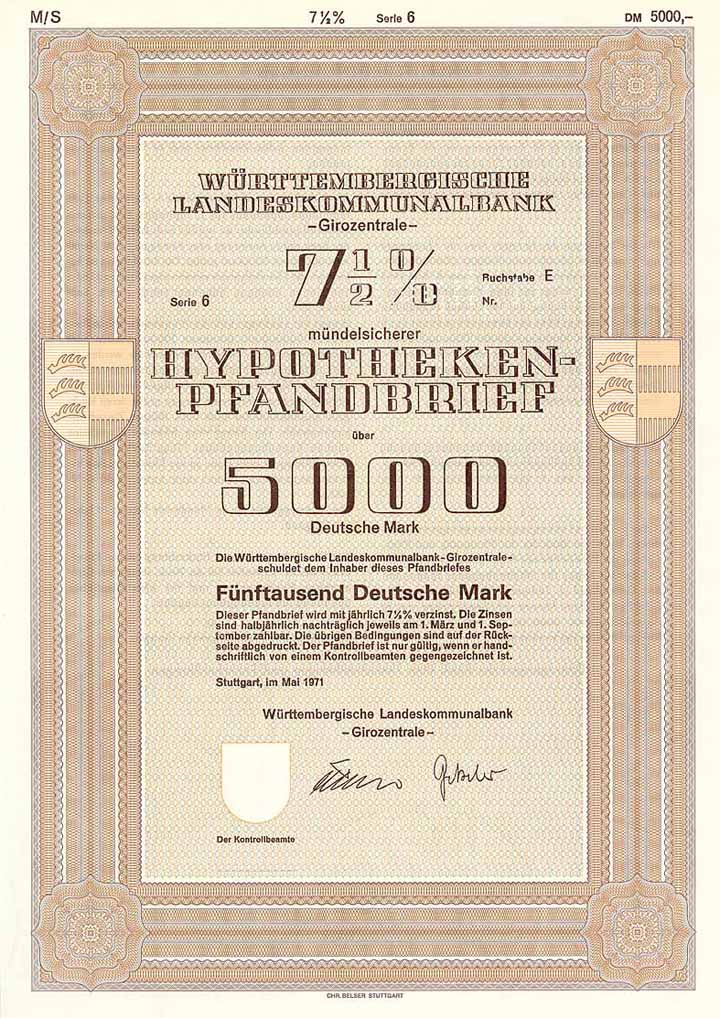 M/S 7½% Serie 6 DM 5000,–
WÜRTTEMBERGISCHE
LANDESKOMMUNALBANK
–Girozentrale–
Serie 6 7 1/2 % Buchstabe E
Nr.
mündelsicherer
HYPOTHEKEN-
PFANDBRIEF
über
5000
Deutsche Mark
Die Württembergische Landeskommunalbank-Girozentrale-
schuldet dem Inhaber dieses Pfandbriefes
Fünftausend Deutsche Mark
Dieser Pfandbrief wird mit jährlich 7½% verzinst. Die Zinsen
sind halbjährlich nachträglich jeweils am 1. März und 1. Sep-
tember zahlbar. Die übrigen Bedingungen sind auf der Rück-
seite abgedruckt. Der Pfandbrief ist nur gültig, wenn er hand-
schriftlich von einem Kontrollbeamten gegengezeichnet ist.
Stuttgart, im Mai 1971
Württembergische Landeskommunalbank
–Girozentrale–
Der Kontrollbeamte
CHR. BELSER STUTTGART